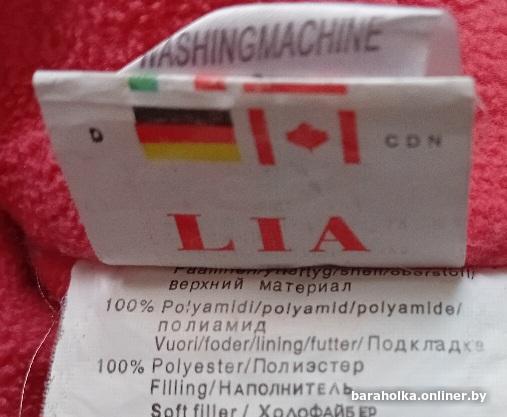 WASHINGMACHINE
D
CDN
LIA
верхний материал
100% Polyamidi/polyamid/polyamide/
полиамид
Vuori/foder/lining/futter/Подкладка
100% Polyester/Полиэстер
Filling/Наполнитель
Soft filler/ ХОЛОФАЙБЕР
baraholka.onliner.by